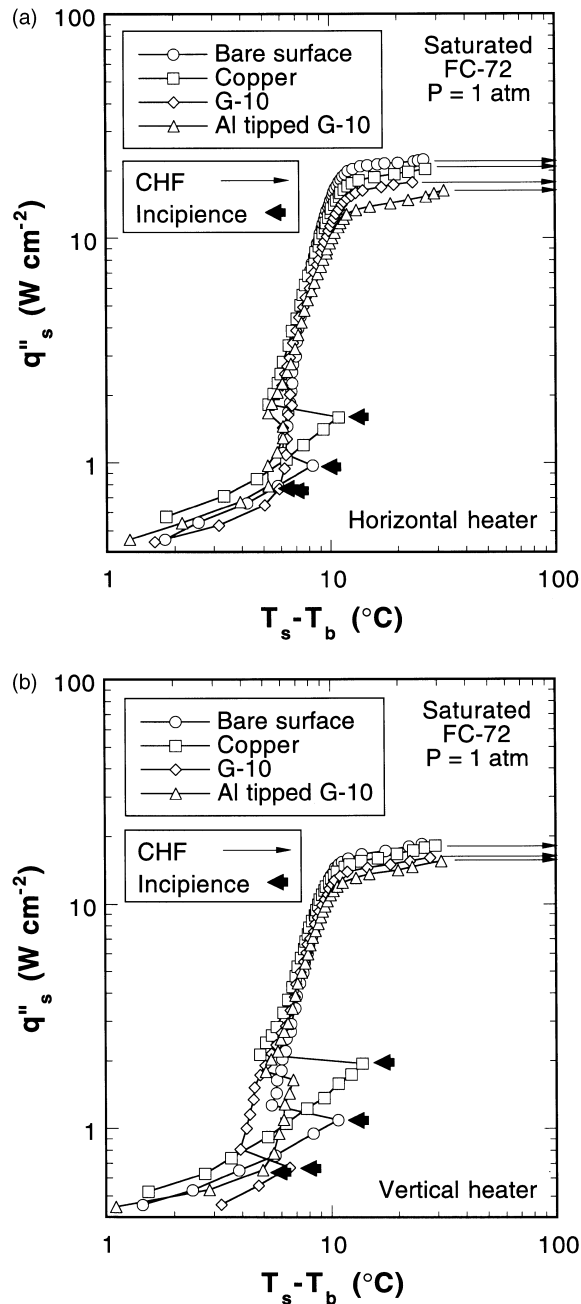 (a)
100
Bare surface
Copper
G-10
Al tipped G-10
Saturated
FC-72
P = 1 atm
CHF
Incipience
10
q"s (W cm-2)
1
Horizontal heater
1
10
100
Ts-Tb (°C)
(b)
100
Bare surface
Copper
G-10
Al tipped G-10
Saturated
FC-72
P = 1 atm
CHF
Incipience
10
q"s (W cm-2)
1
Vertical heater
1
10
100
Ts-Tb (°C)